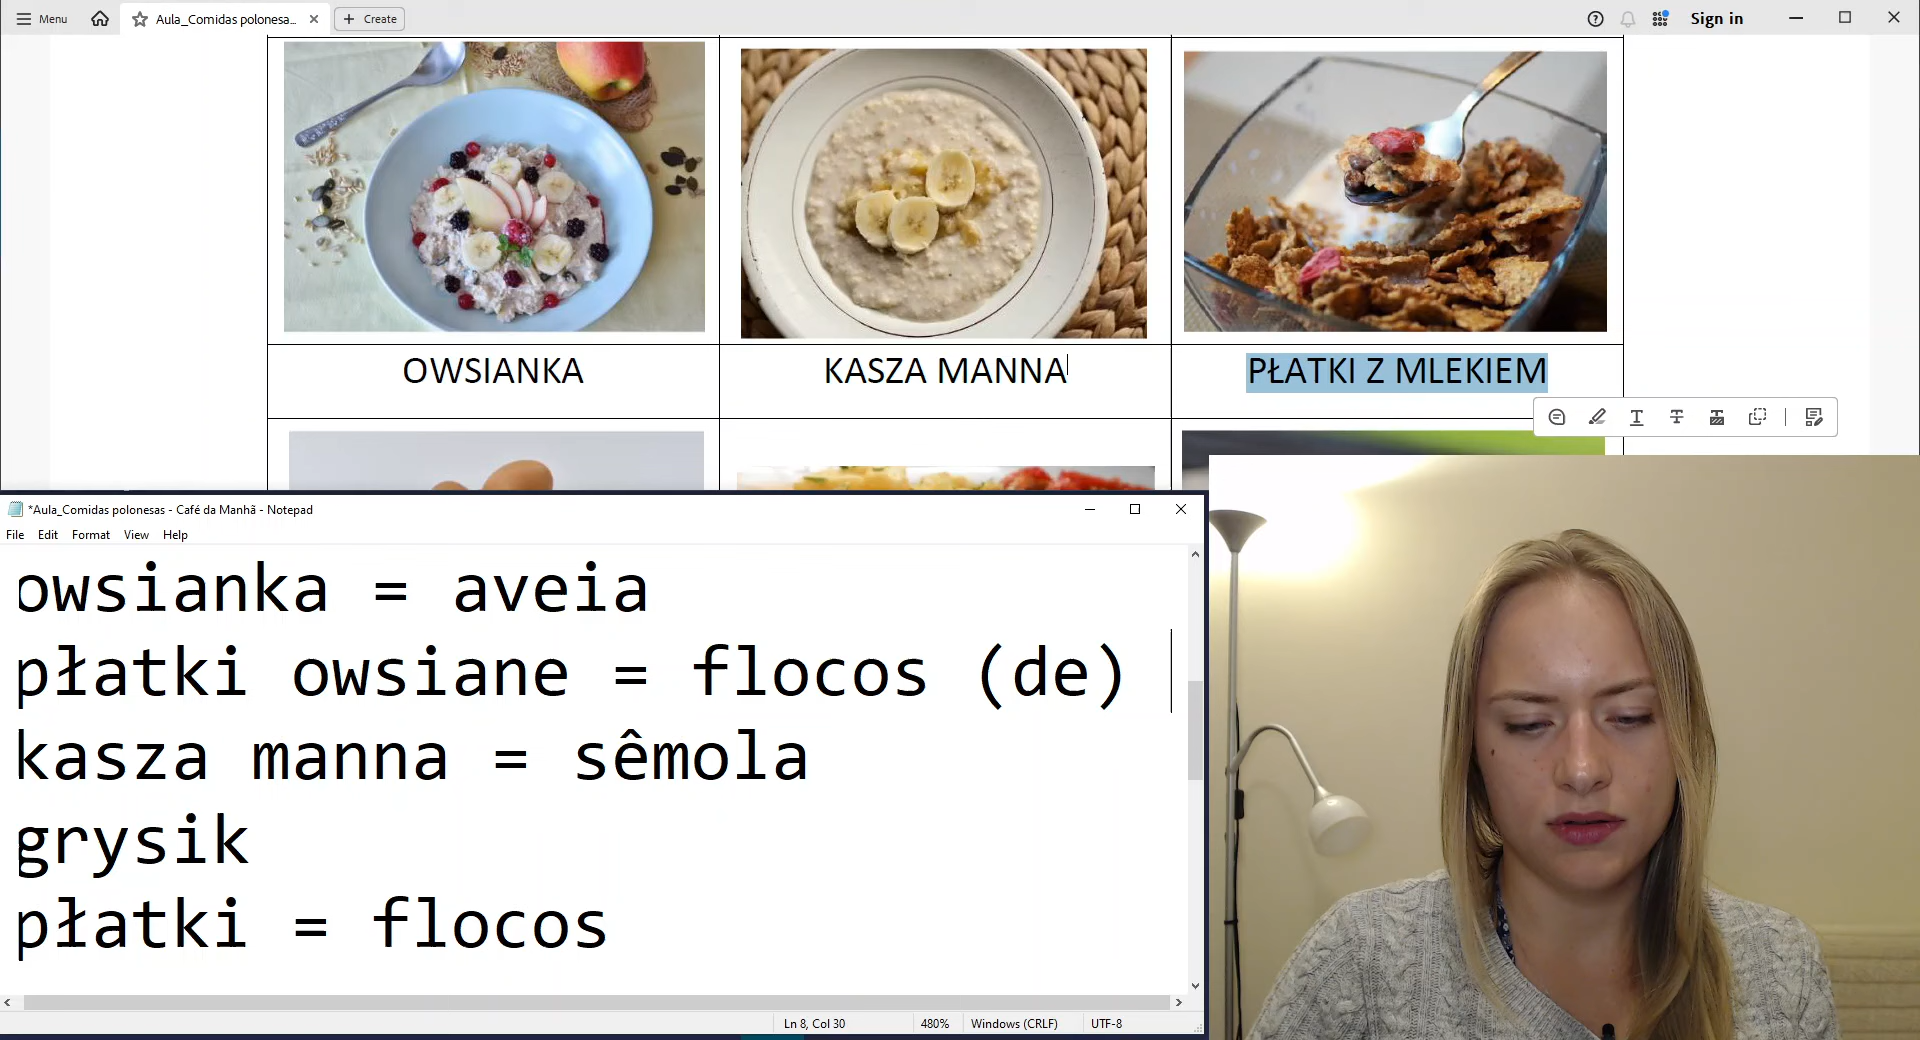 Menu
Aula_Comidas polonesa...
Create
Sign in
OWSIANKA
KASZA MANNA
PŁATKI Z MLEKIEM
*Aula_Comidas polonesas - Café da Manhã - Notepad
File Edit Format View Help
owsianka = aveia
płatki owsiane = flocos (de)
kasza manna = sêmola
grysik
płatki = flocos
Ln 8, Col 30
480%
Windows (CRLF)
UTF-8